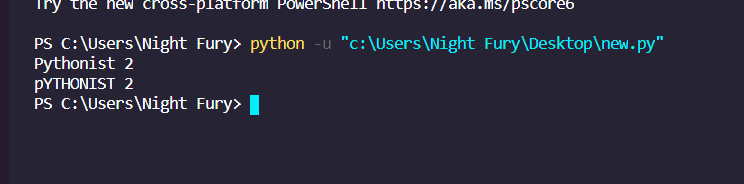 Try the new cross-platform PowerShell https://aka.ms/pscore6
PS C:\Users\Night Fury> python -u "c:\Users\Night Fury\Desktop\new.py"
Pythonist 2
pYTHONIST 2
PS C:\Users\Night Fury>